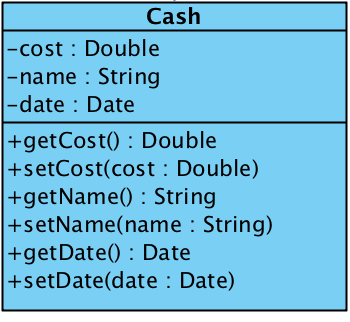 Cash
-cost : Double
-name : String
-date : Date
+getCost() : Double
+setCost(cost : Double)
+getName() : String
+setName(name : String)
+getDate() : Date
+setDate(date : Date)